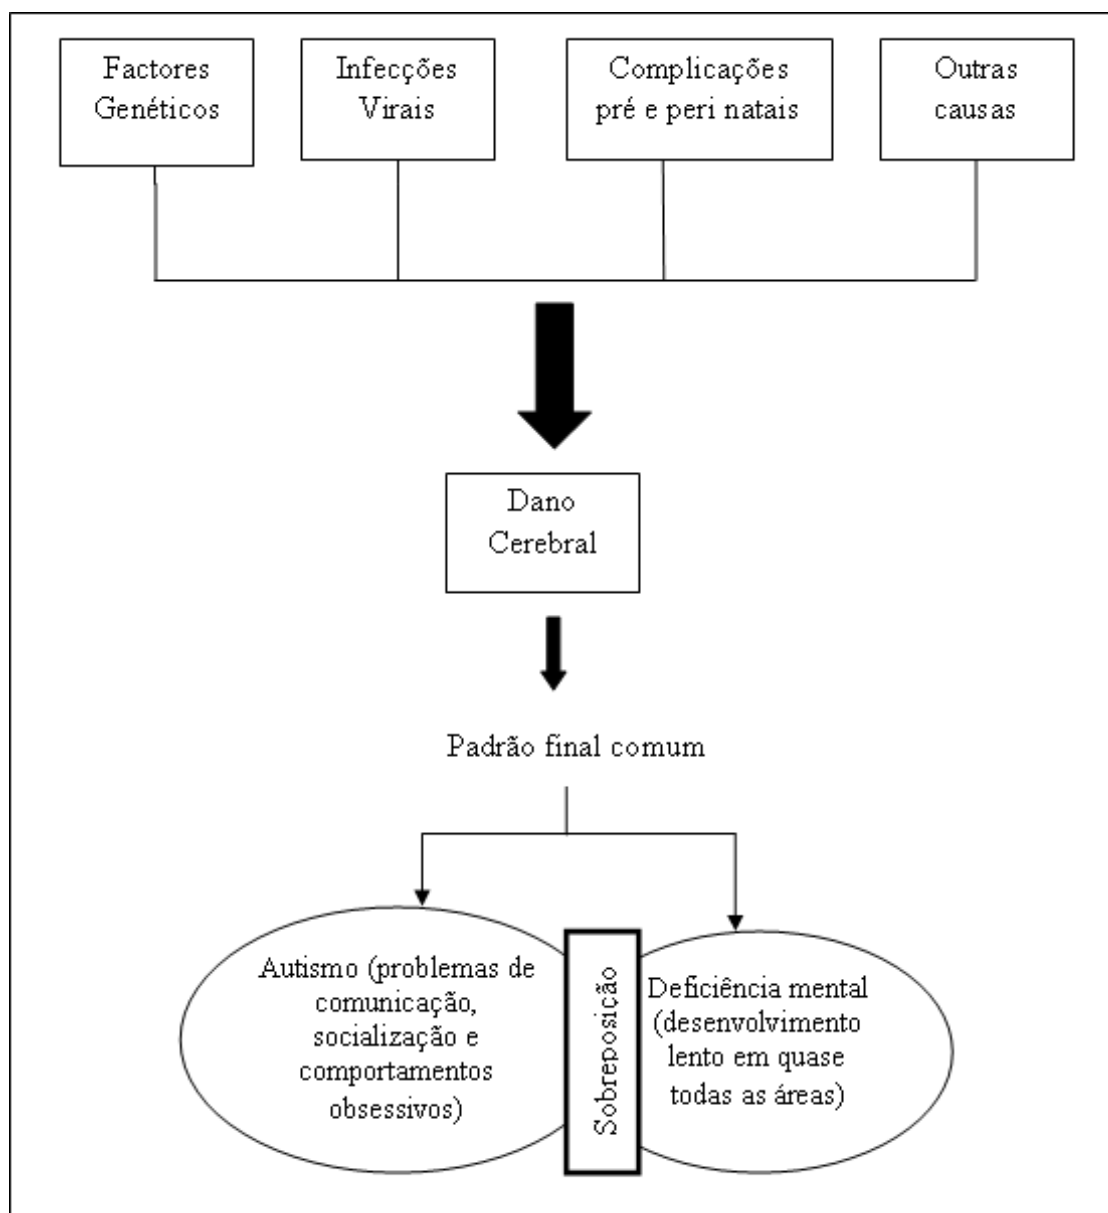 Factores
Genéticos
Infecções
Virais
Complicações
pré e peri natais
Outras
causas
Dano
Cerebral
Padrão final comum
Autismo (problemas de
comunicação,
socialização e
comportamentos
obsessivos)
Sobreposição
Deficiência mental
(desenvolvimento
lento em quase
todas as áreas)